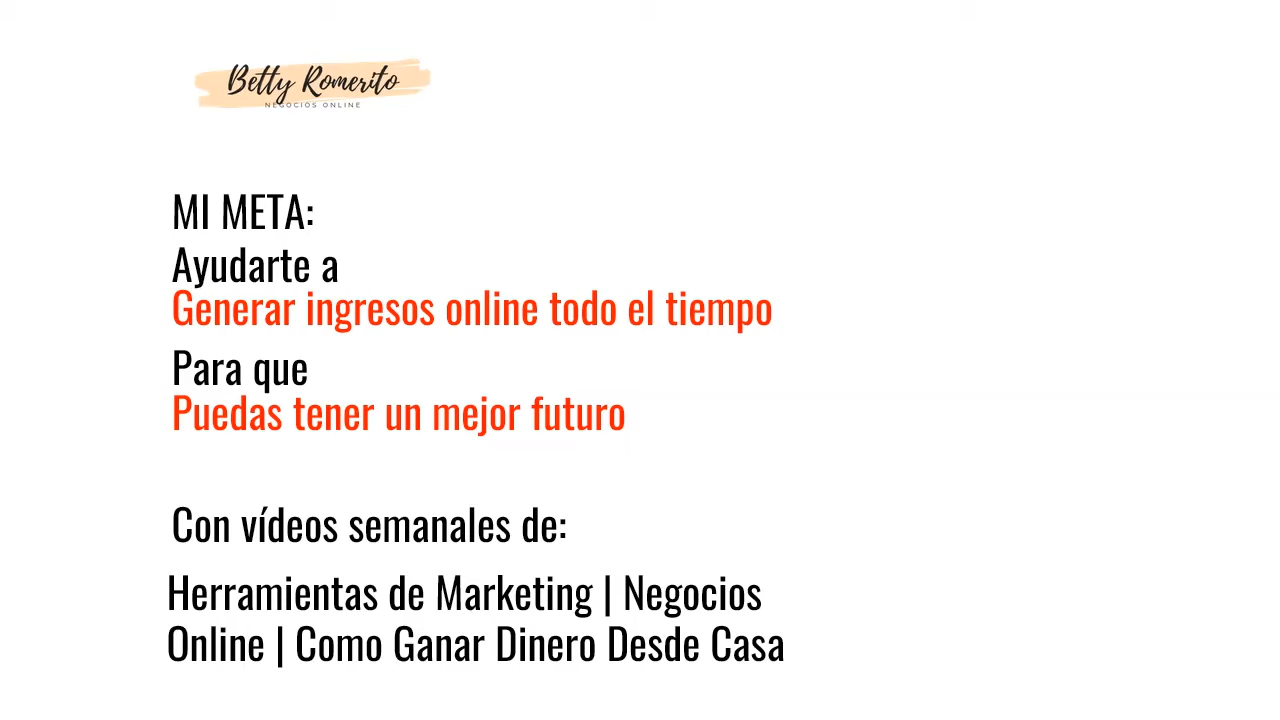 Betty Romerito
NEGOCIOS ONLINE
MI META:
Ayudarte a
Generar ingresos online todo el tiempo
Para que
Puedas tener un mejor futuro
Con vídeos semanales de:
Herramientas de Marketing | Negocios
Online | Como Ganar Dinero Desde Casa